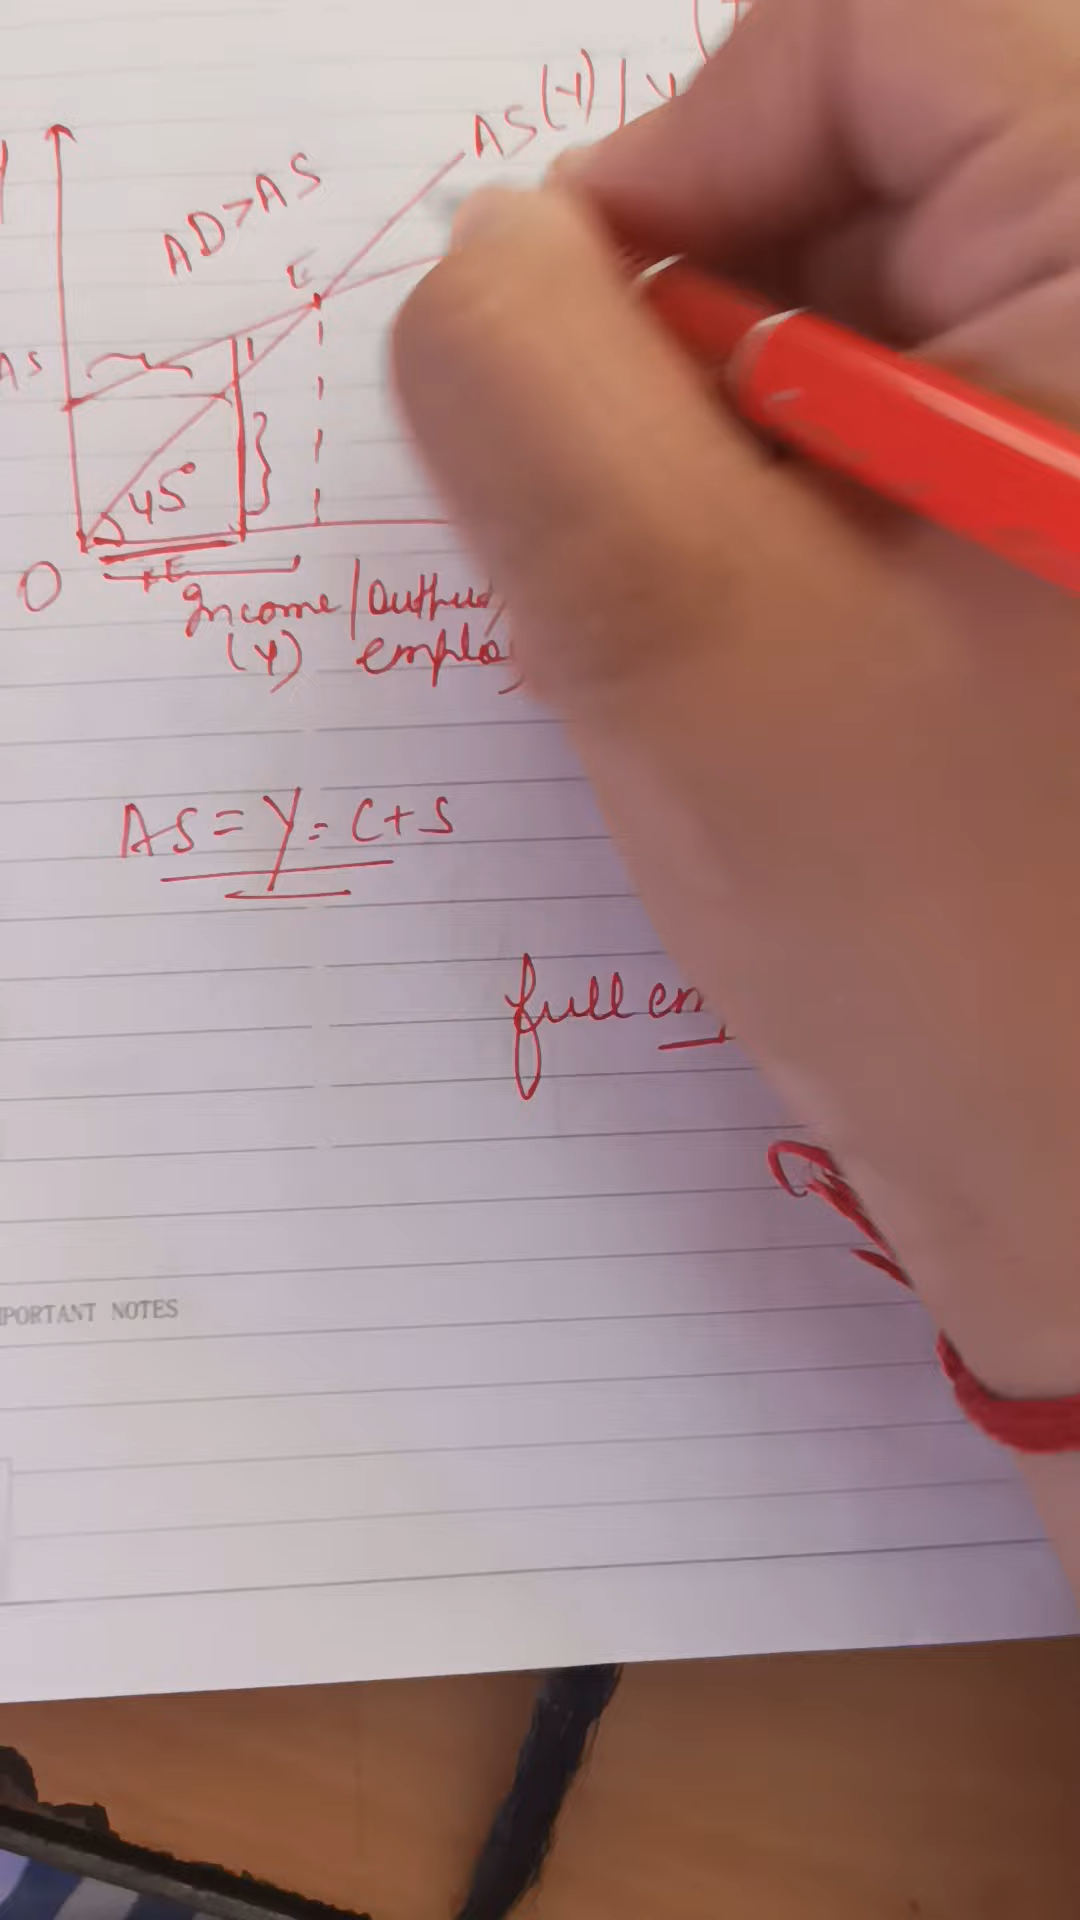 AS(Y)/Y
AD>AS
E
AS
45°
O
Income/output
(Y) emplo
AS = Y = C+S
full em
IMPORTANT NOTES